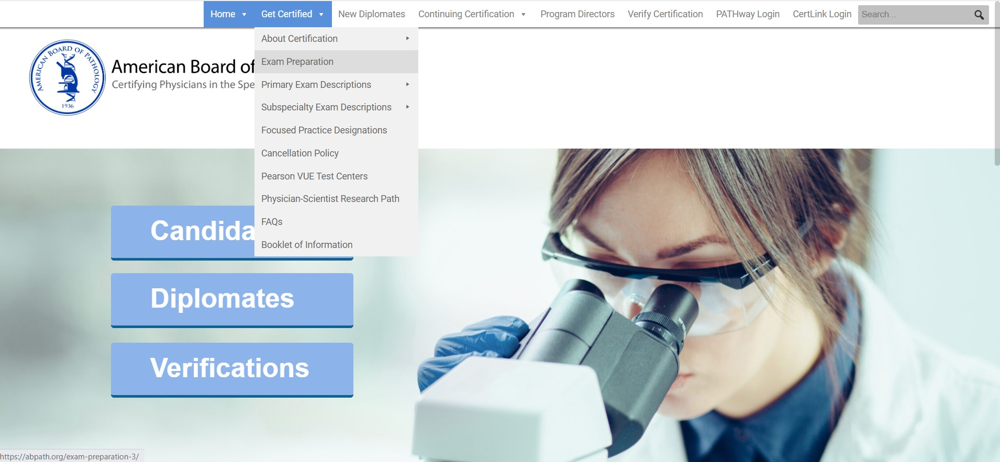 Home Get Certified New Diplomates Continuing Certification Program Directors Verify Certification PATHway Login CertLink Login Search...
About Certification
Exam Preparation
Primary Exam Descriptions
Subspecialty Exam Descriptions
Focused Practice Designations
Cancellation Policy
Pearson VUE Test Centers
Physician-Scientist Research Path
FAQs
Booklet of Information
AMERICAN BOARD OF PATHOLOGY
1936
American Board of
Certifying Physicians in the Spe
Candida
Diplomates
Verifications
https://abpath.org/exam-preparation-3/